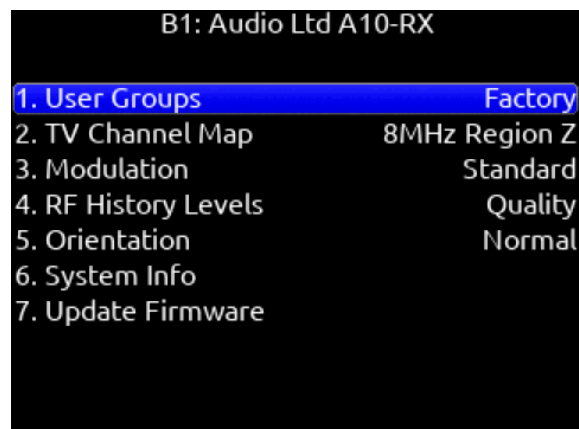 B1: Audio Ltd A10-RX
1. User Groups Factory
2. TV Channel Map 8MHz Region Z
3. Modulation Standard
4. RF History Levels Quality
5. Orientation Normal
6. System Info
7. Update Firmware